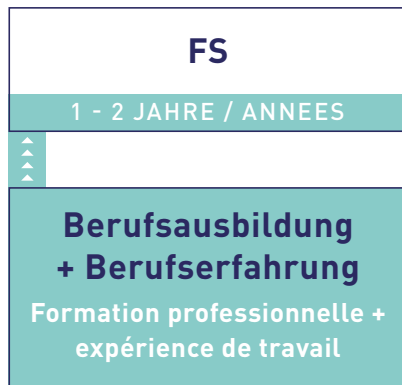 FS
1 - 2 JAHRE / ANNEES
Berufsausbildung
+ Berufserfahrung
Formation professionnelle +
expérience de travail